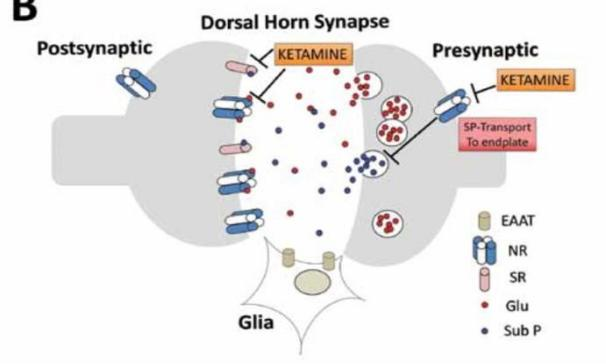 B
Dorsal Horn Synapse
Postsynaptic
KETAMINE
Presynaptic
KETAMINE
SP-Transport
To endplate
EAAT
NR
SR
Glu
Sub P
Glia